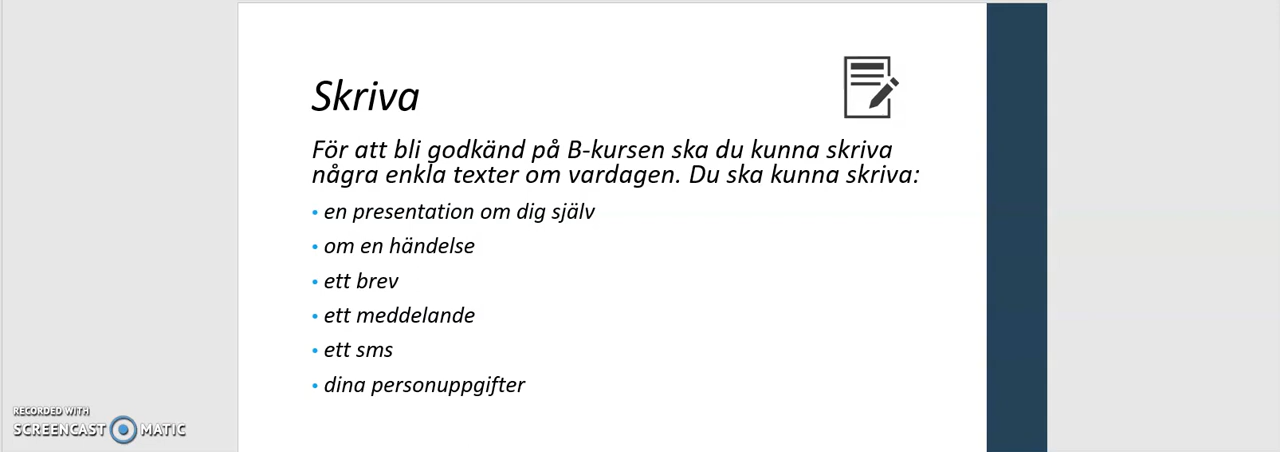 Skriva
För att bli godkänd på B-kursen ska du kunna skriva
några enkla texter om vardagen. Du ska kunna skriva:
• en presentation om dig själv
• om en händelse
• ett brev
• ett meddelande
• ett sms
• dina personuppgifter
RECORDED WITH
SCREENCAST MATIC